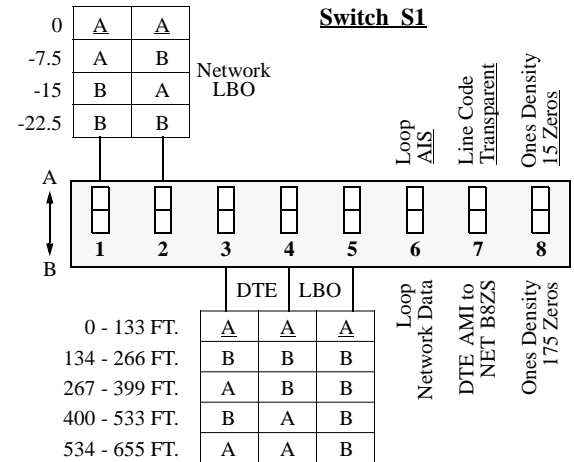 Switch S1
0 A A
-7.5 A B
-15 B A
-22.5 B B
Network
LBO
Loop
AIS
Line Code
Transparent
Ones Density
15 Zeros
A
B
1 2 3 4 5 6 7 8
DTE LBO
0 - 133 FT. A A A
134 - 266 FT. B B B
267 - 399 FT. A B B
400 - 533 FT. B A B
534 - 655 FT. A A B
Loop
Network Data
DTE AMI to
NET B8ZS
Ones Density
175 Zeros